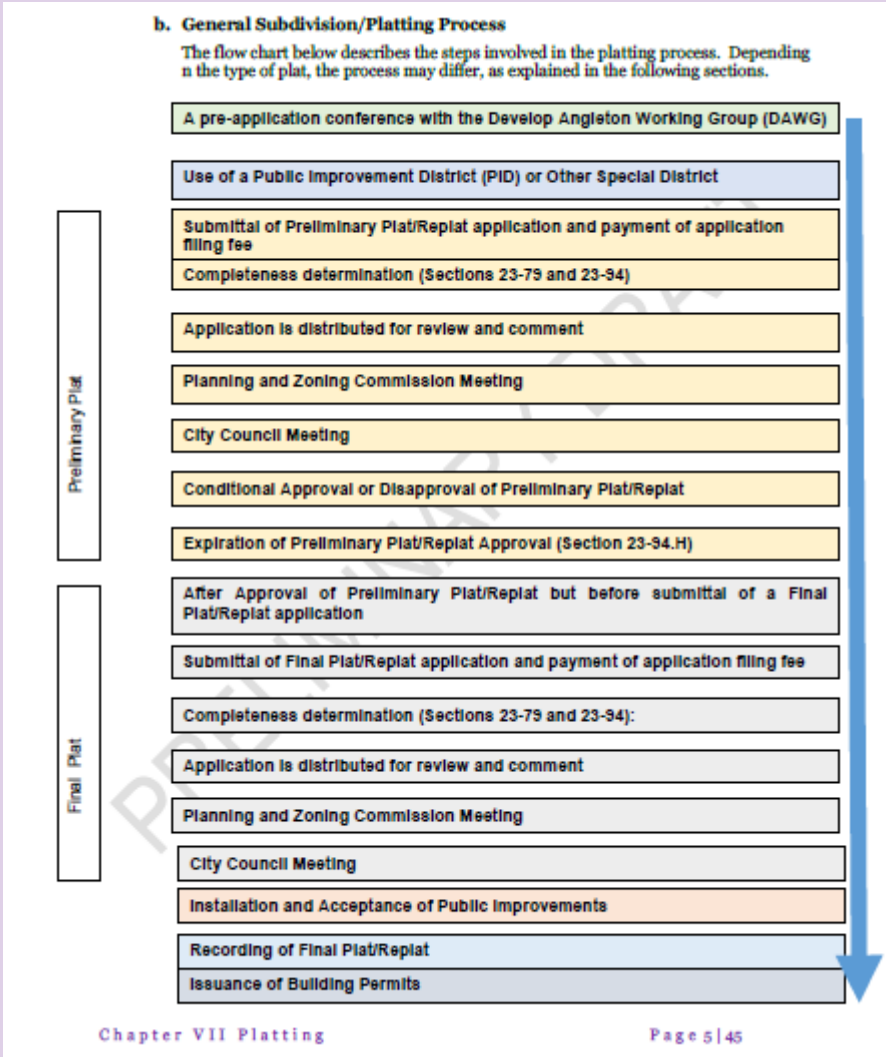 b. General Subdivision/Platting Process
The flow chart below describes the steps involved in the platting process. Depending
n the type of plat, the process may differ, as explained in the following sections.
A pre-application conference with the Develop Angleton Working Group (DAWG)
Use of a Public Improvement District (PID) or Other Special District
Preliminary Plat
Submittal of Preliminary Plat/Replat application and payment of application
filing fee
Completeness determination (Sections 23-79 and 23-94)
Application is distributed for review and comment
Planning and Zoning Commission Meeting
City Council Meeting
Conditional Approval or Disapproval of Preliminary Plat/Replat
Expiration of Preliminary Plat/Replat Approval (Section 23-94.H)
Final Plat
After Approval of Preliminary Plat/Replat but before submittal of a Final
Plat/Replat application
Submittal of Final Plat/Replat application and payment of application filing fee
Completeness determination (Sections 23-79 and 23-94):
Application is distributed for review and comment
Planning and Zoning Commission Meeting
City Council Meeting
Installation and Acceptance of Public Improvements
Recording of Final Plat/Replat
Issuance of Building Permits
PRELIMINARY DRAFT
Chapter VII Platting
Page 5|45